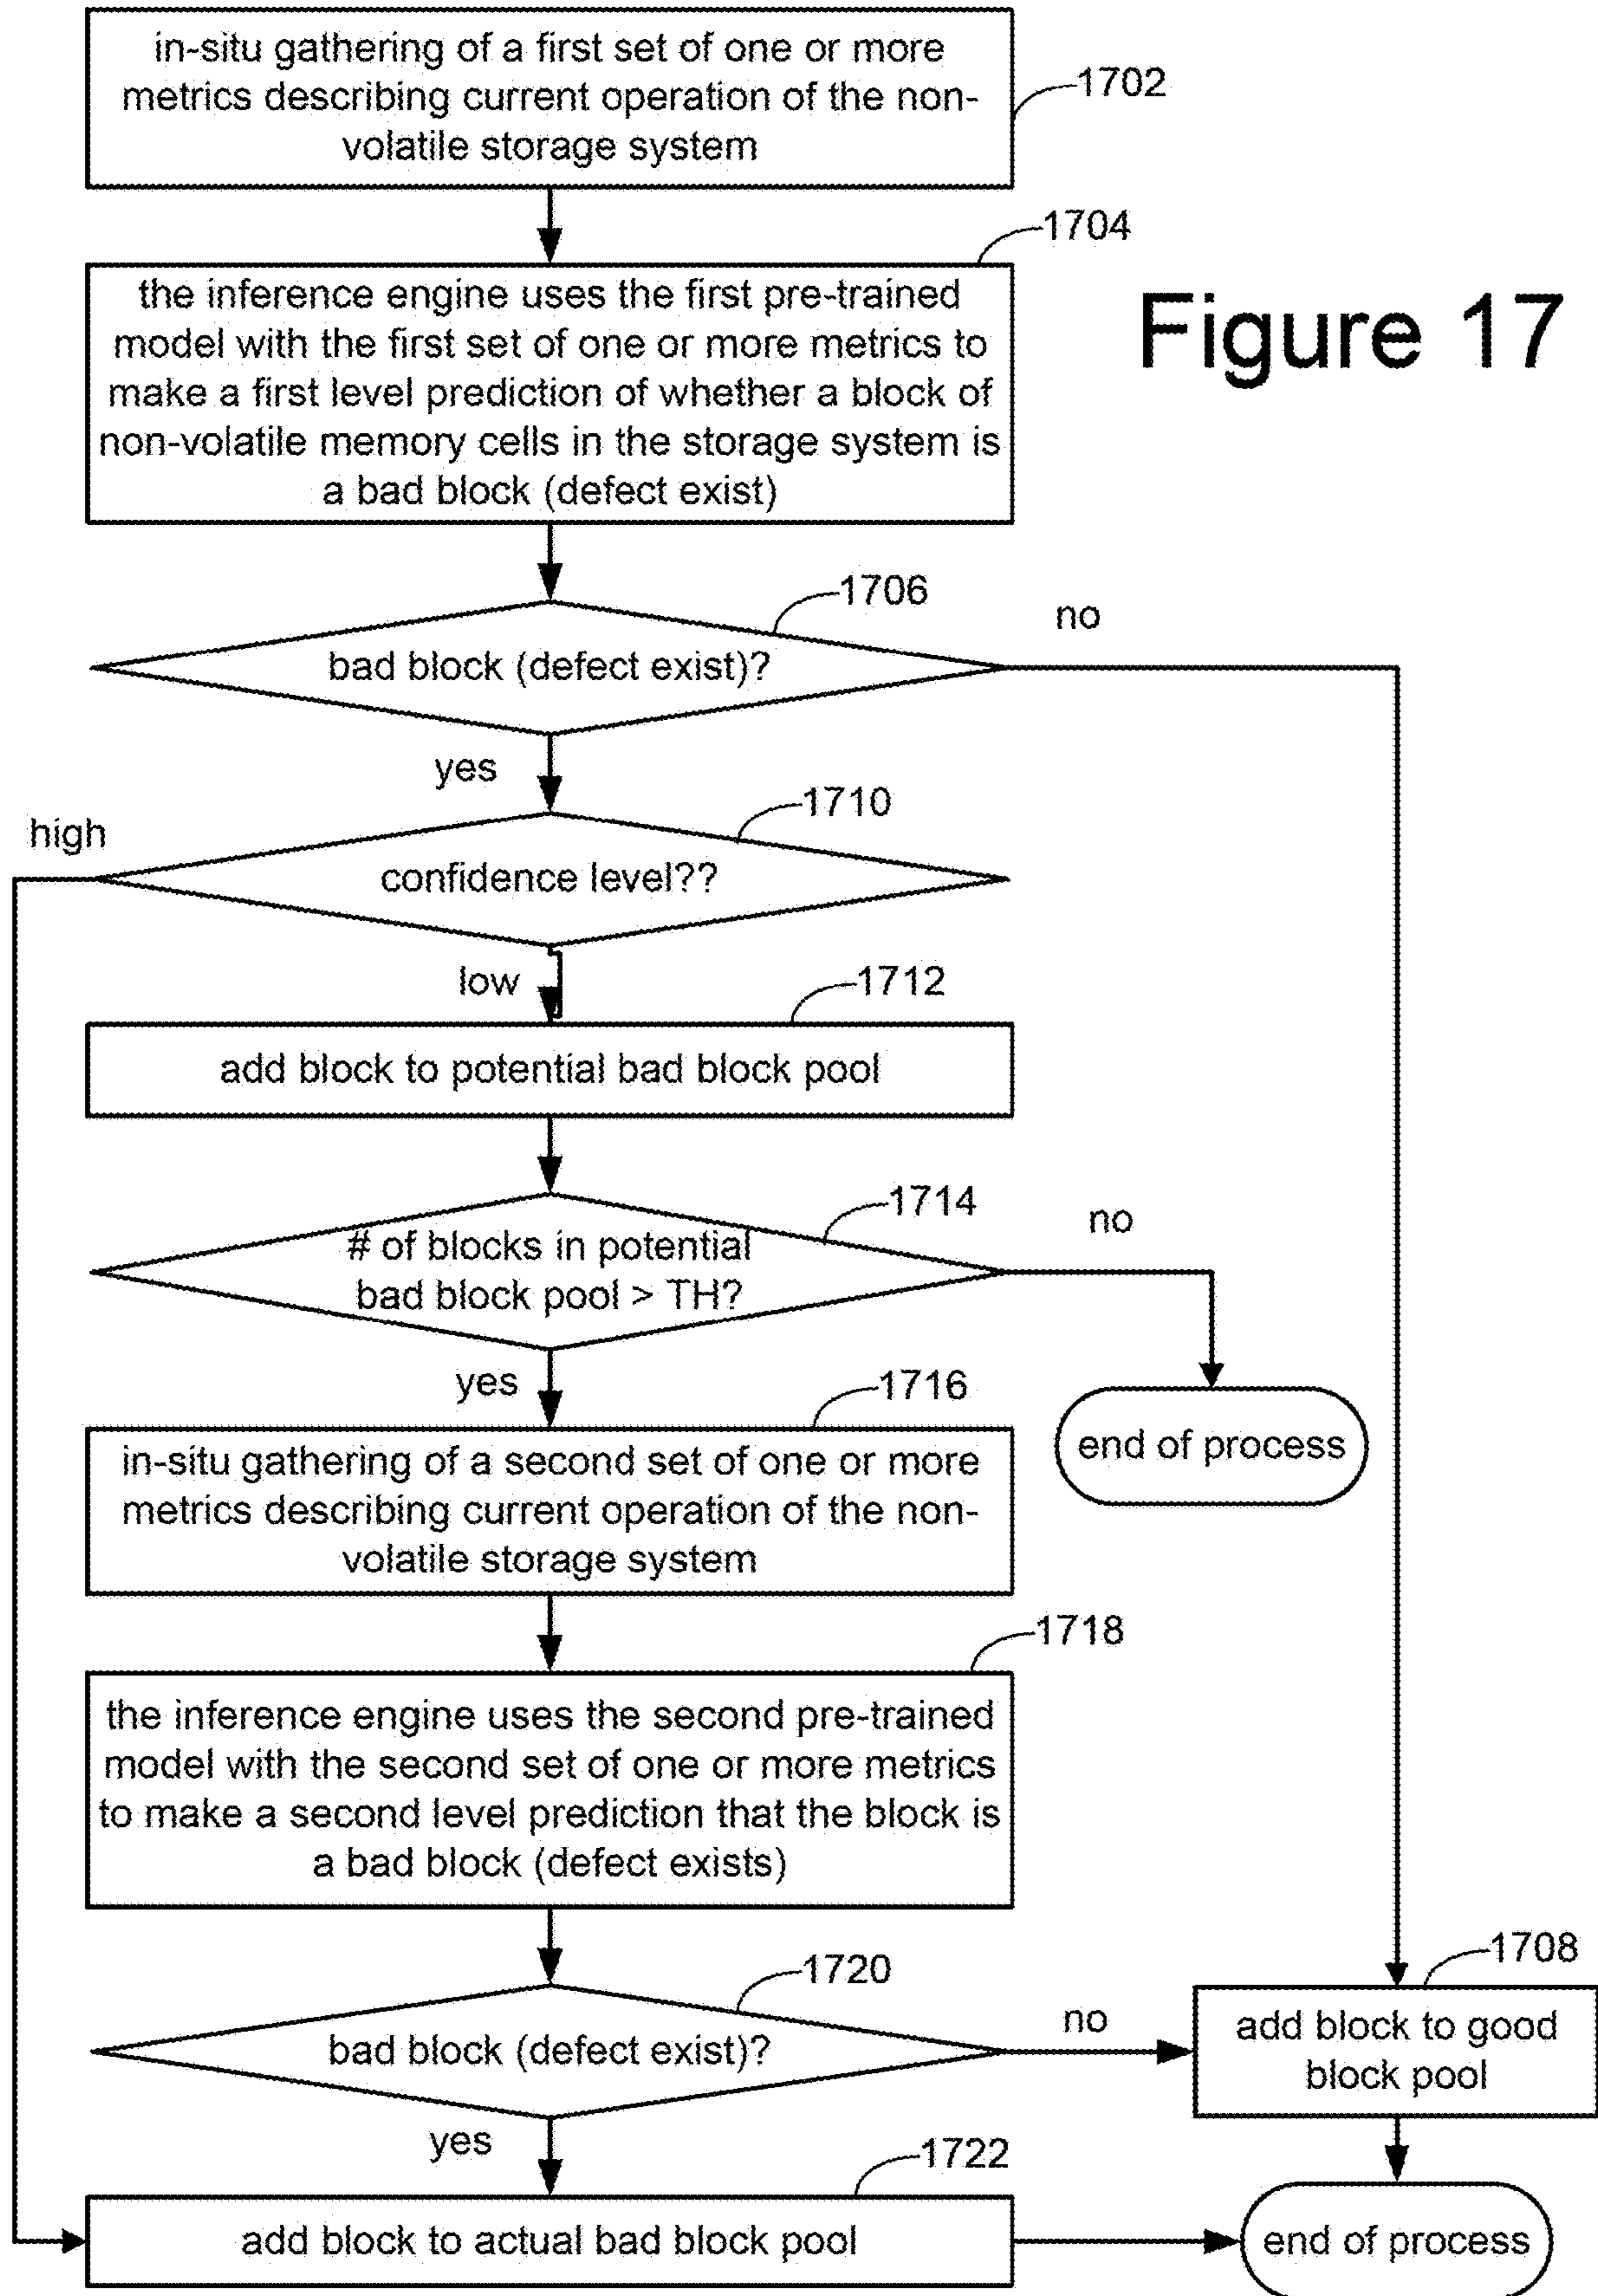 in-situ gathering of a first set of one or more
metrics describing current operation of the non-
volatile storage system
1702
1704
the inference engine uses the first pre-trained
model with the first set of one or more metrics to
make a first level prediction of whether a block of
non-volatile memory cells in the storage system is
a bad block (defect exist)
Figure 17
1706
bad block (defect exist)?
no
yes
1710
high
confidence level??
low
1712
add block to potential bad block pool
1714
# of blocks in potential
bad block pool > TH?
no
end of process
yes
1716
in-situ gathering of a second set of one or more
metrics describing current operation of the non-
volatile storage system
1718
the inference engine uses the second pre-trained
model with the second set of one or more metrics
to make a second level prediction that the block is
a bad block (defect exists)
1720
bad block (defect exist)?
no
1708
add block to good
block pool
yes
1722
add block to actual bad block pool
end of process